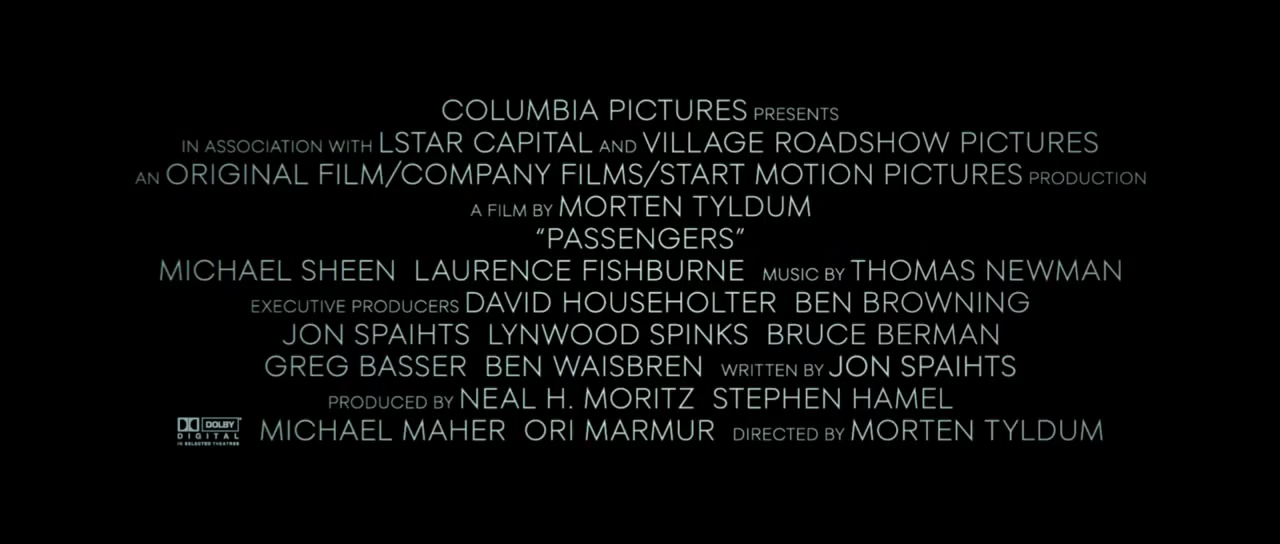 COLUMBIA PICTURES PRESENTS
IN ASSOCIATION WITH LSTAR CAPITAL AND VILLAGE ROADSHOW PICTURES
AN ORIGINAL FILM/COMPANY FILMS/START MOTION PICTURES PRODUCTION
A FILM BY MORTEN TYLDUM
“PASSENGERS”
MICHAEL SHEEN LAURENCE FISHBURNE MUSIC BY THOMAS NEWMAN
EXECUTIVE PRODUCERS DAVID HOUSEHOLTER BEN BROWNING
JON SPAIHTS LYNWOOD SPINKS BRUCE BERMAN
GREG BASSER BEN WAISBREN WRITTEN BY JON SPAIHTS
PRODUCED BY NEAL H. MORITZ STEPHEN HAMEL
MICHAEL MAHER ORI MARMUR DIRECTED BY MORTEN TYLDUM
DOLBY
DIGITAL
IN SELECTED THEATRES